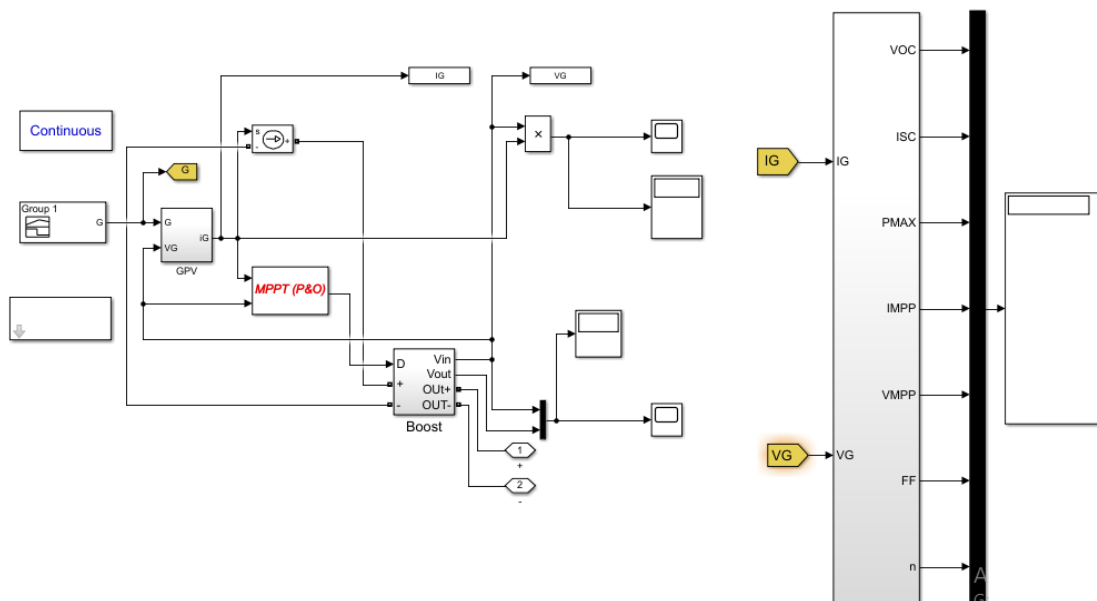 IG
VG
Continuous
s
-
+
×
G
Group 1
G
G
VG
iG
GPV
MPPT (P&O)
D
+
-
Vin
Vout
OUt+
OUT-
Boost
1
+
2
-
IG
VG
IG
VG
VOC
ISC
PMAX
IMPP
VMPP
FF
n
A